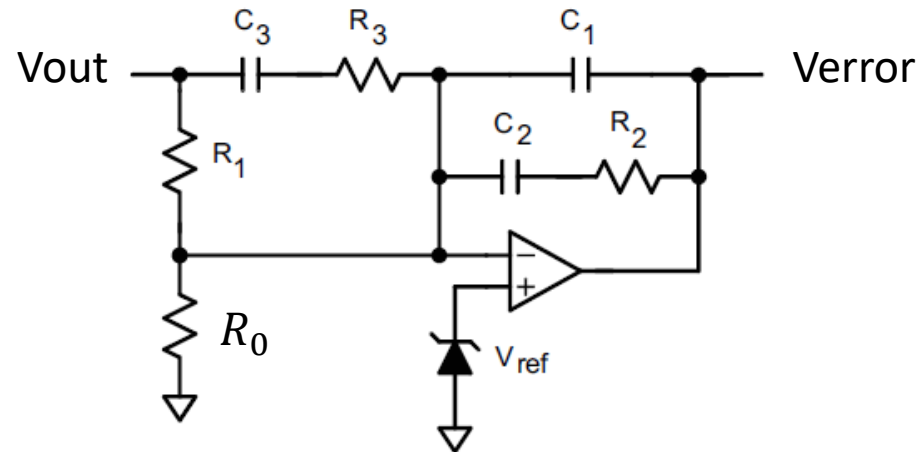 C3 R3 C1
Vout Verror
C2 R2
R1
R0
− +
Vref